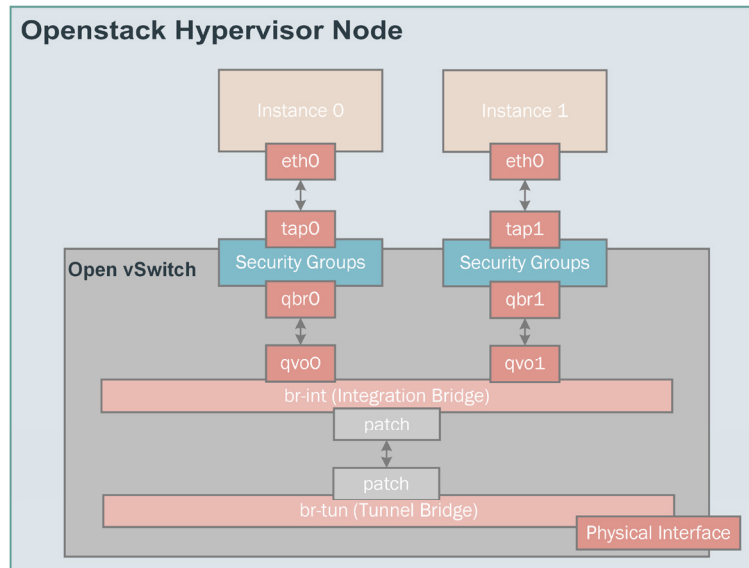 Openstack Hypervisor Node
Instance 0
Instance 1
eth0
eth0
tap0
tap1
Open vSwitch
Security Groups
Security Groups
qbr0
qbr1
qvo0
qvo1
br-int (Integration Bridge)
patch
patch
br-tun (Tunnel Bridge)
Physical Interface